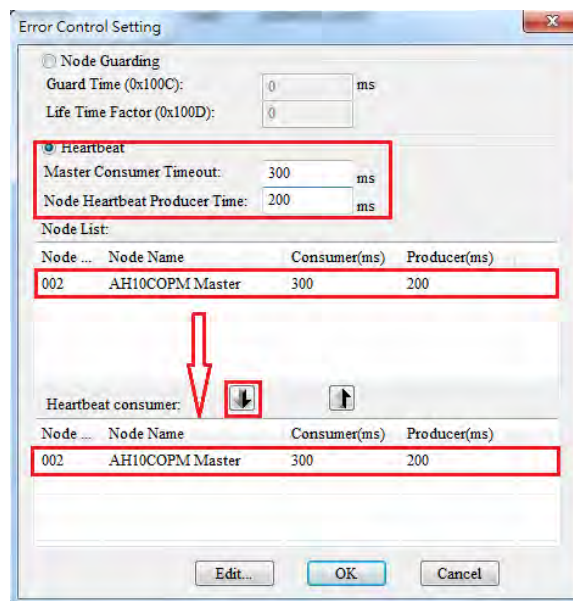 Error Control Setting
Node Guarding
Guard Time (0x100C): 0 ms
Life Time Factor (0x100D): 0
Heartbeat
Master Consumer Timeout: 300 ms
Node Heartbeat Producer Time: 200 ms
Node List:
Node ... Node Name Consumer(ms) Producer(ms)
002 AH10COPM Master 300 200
Heartbeat consumer:
Node ... Node Name Consumer(ms) Producer(ms)
002 AH10COPM Master 300 200
Edit... OK Cancel